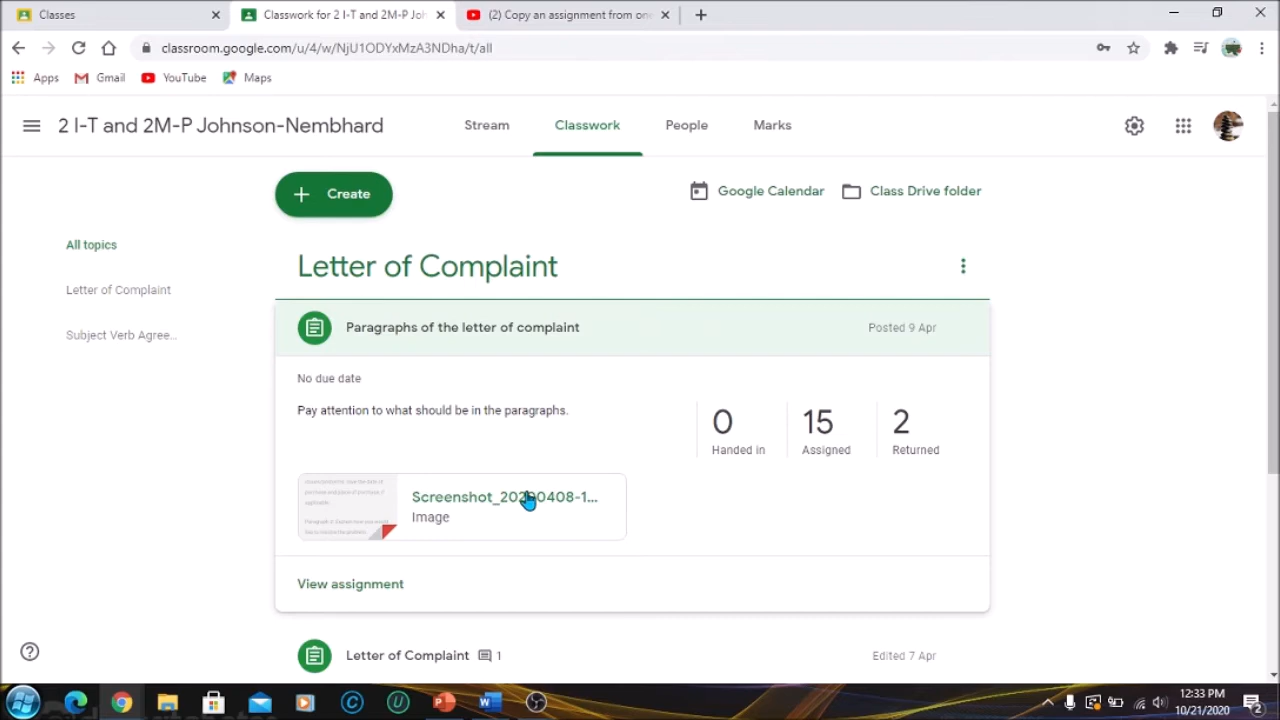 Classes
Classwork for 2 I-T and 2M-P Joh
(2) Copy an assignment from one
classroom.google.com/u/4/w/NjU1ODYxMzA3NDha/t/all
Apps
Gmail
YouTube
Maps
2 I-T and 2M-P Johnson-Nembhard
Stream
Classwork
People
Marks
Create
Google Calendar
Class Drive folder
All topics
Letter of Complaint
Subject Verb Agree...
Letter of Complaint
Paragraphs of the letter of complaint
Posted 9 Apr
No due date
Pay attention to what should be in the paragraphs.
0
Handed in
15
Assigned
2
Returned
Screenshot_20200408-1...
Image
View assignment
Letter of Complaint
1
Edited 7 Apr
12:33 PM
10/21/2020